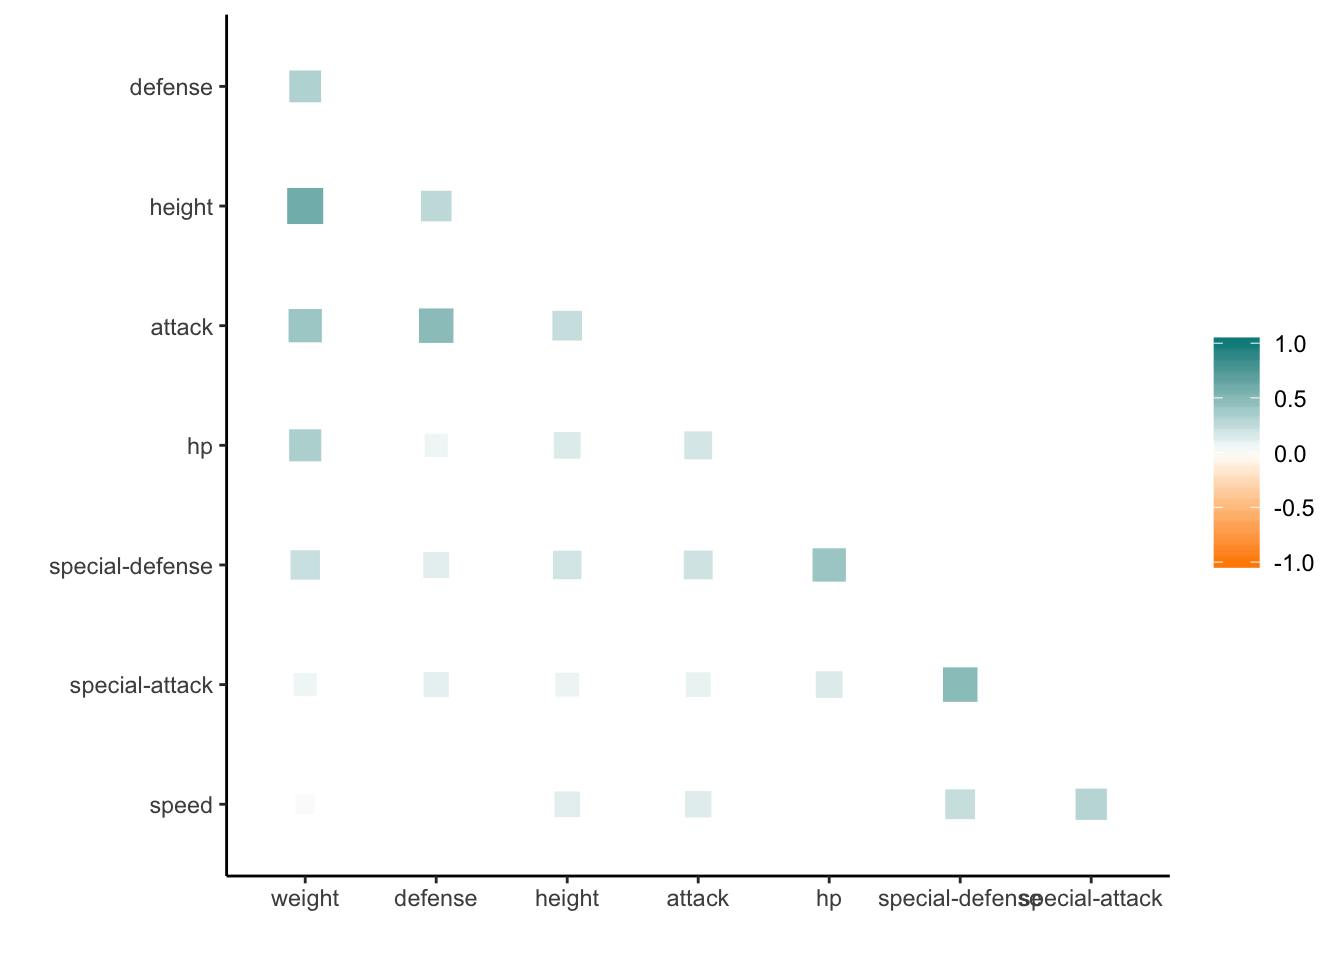 defense
height
attack
hp
special-defense
special-attack
speed
weight defense height attack hp special-defense special-attack
1.0
0.5
0.0
-0.5
-1.0